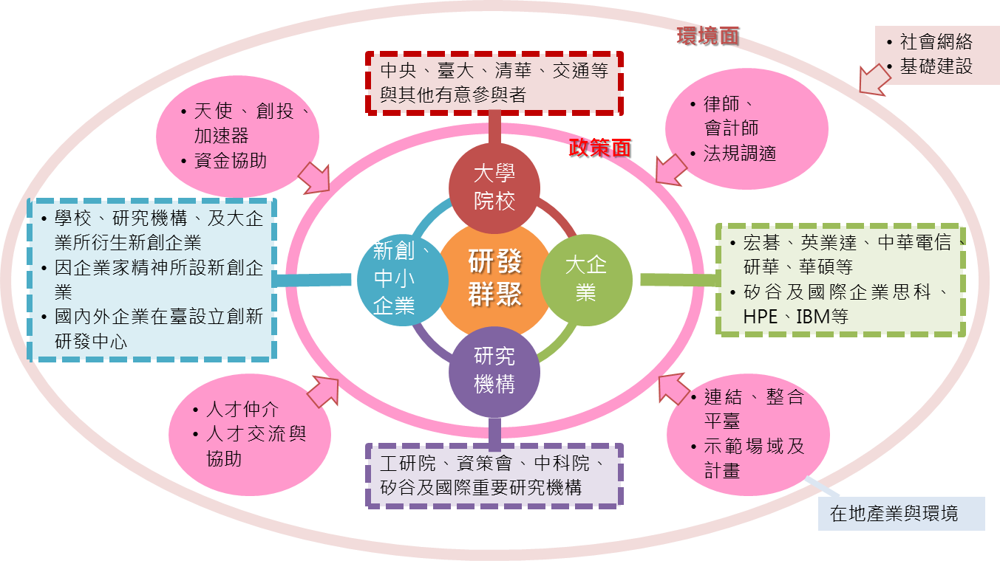 環境面
• 社會網絡
• 基礎建設
中央、臺大、清華、交通等
與其他有意參與者
• 天使、創投、
加速器
• 資金協助
• 律師、
會計師
• 法規調適
政策面
大學
院校
• 學校、研究機構、及大企
業所衍生新創企業
• 因企業家精神所設新創企
業
• 國內外企業在臺設立創新
研發中心
新創、
中小
企業
研發
群聚
大企
業
• 宏碁、英業達、中華電信、
研華、華碩等
• 矽谷及國際企業思科、
HPE、IBM等
研究
機構
• 人才仲介
• 人才交流與
協助
• 連結、整合
平臺
• 示範場域及
計畫
工研院、資策會、中科院、
矽谷及國際重要研究機構
在地產業與環境